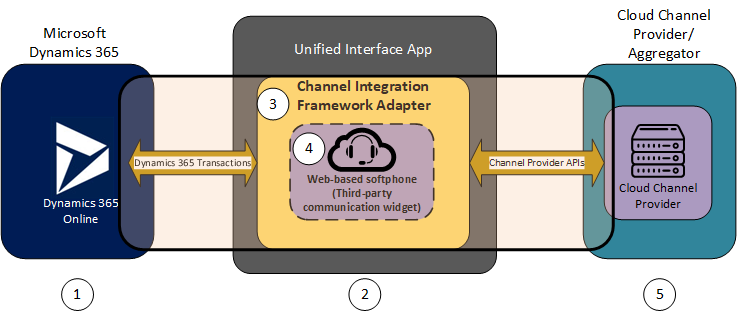 Microsoft
Dynamics 365
Unified Interface App
Cloud Channel
Provider/
Aggregator
3
Channel Integration
Framework Adapter
4
Dynamics 365 Transactions
Channel Provider APIs
Web-based softphone
(Third-party
communication widget)
Dynamics 365
Online
Cloud Channel
Provider
1
2
5